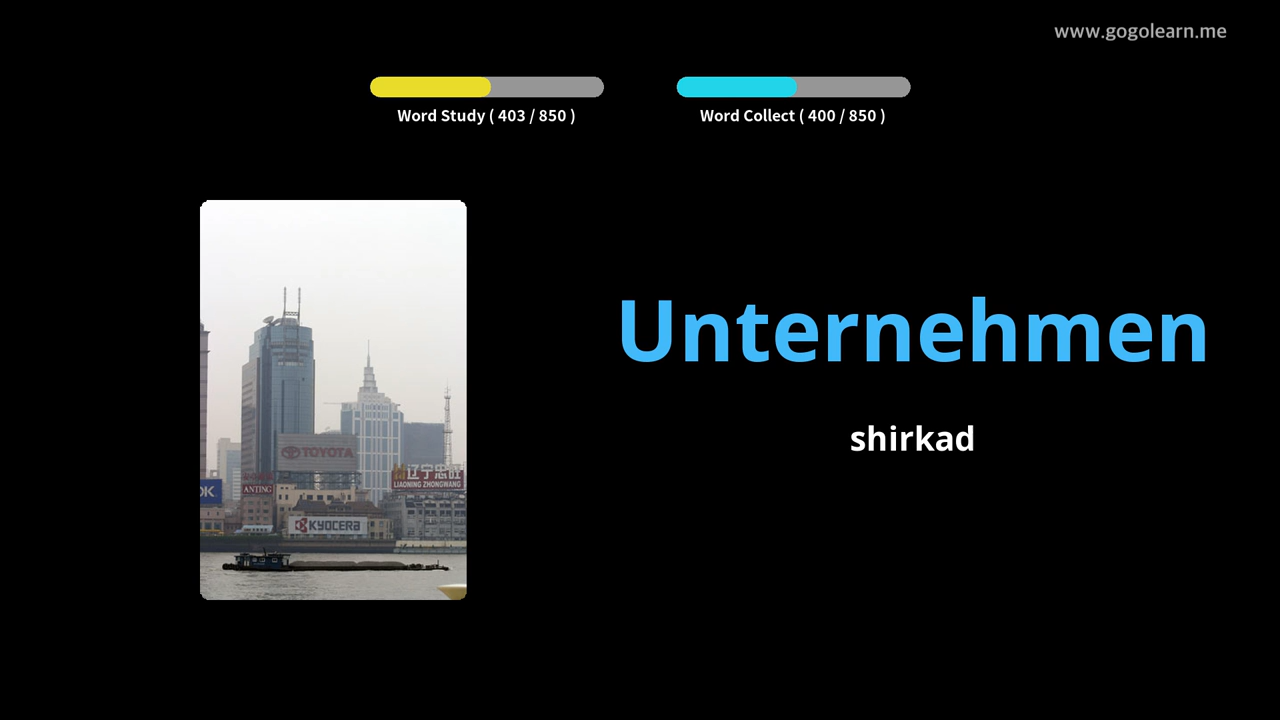 www.gogolearn.me
Word Study ( 403 / 850 )
Word Collect ( 400 / 850 )
Unternehmen
shirkad
TOYOTA
辽宁忠旺
LIAONING ZHONGWANG
ANTING
KYOCERA